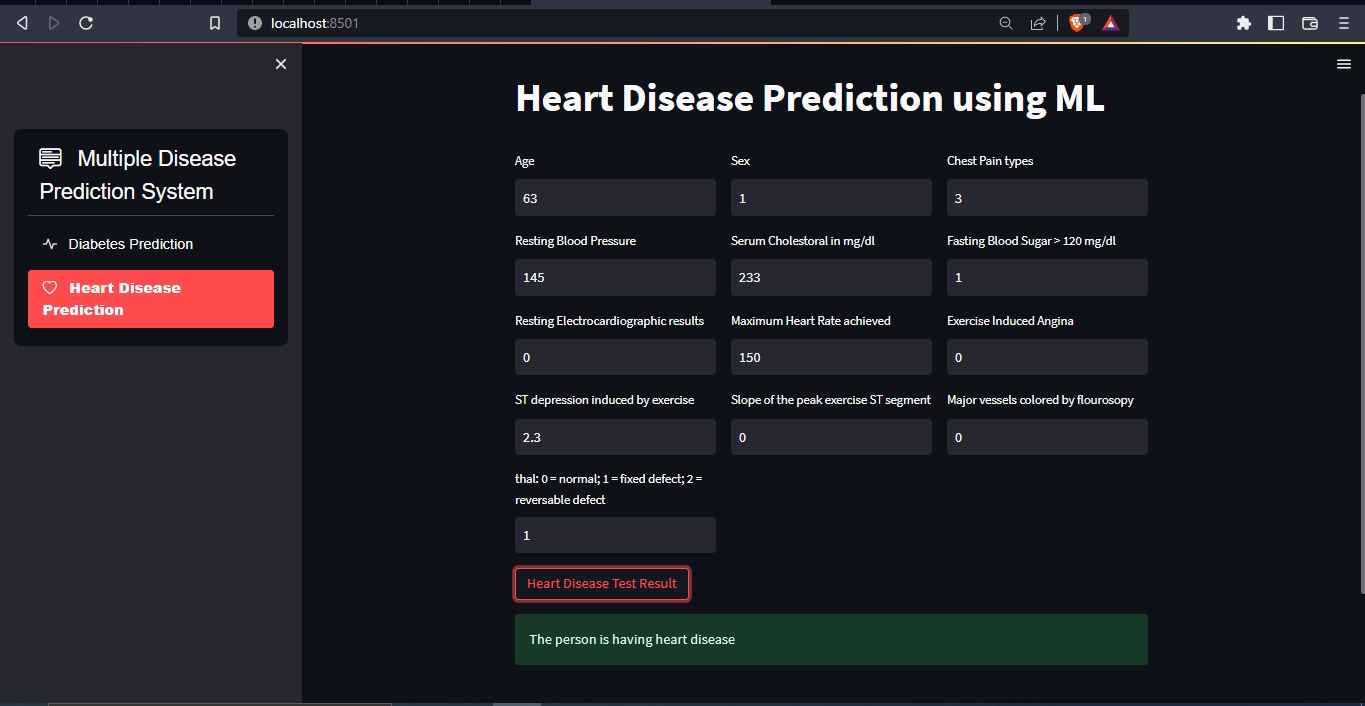 localhost:8501
1
Multiple Disease
Prediction System
Diabetes Prediction
Heart Disease
Prediction
Heart Disease Prediction using ML
Age
Sex
Chest Pain types
63
1
3
Resting Blood Pressure
Serum Cholestoral in mg/dl
Fasting Blood Sugar > 120 mg/dl
145
233
1
Resting Electrocardiographic results
Maximum Heart Rate achieved
Exercise Induced Angina
0
150
0
ST depression induced by exercise
Slope of the peak exercise ST segment
Major vessels colored by flourosopy
2.3
0
0
thal: 0 = normal; 1 = fixed defect; 2 =
reversable defect
1
Heart Disease Test Result
The person is having heart disease